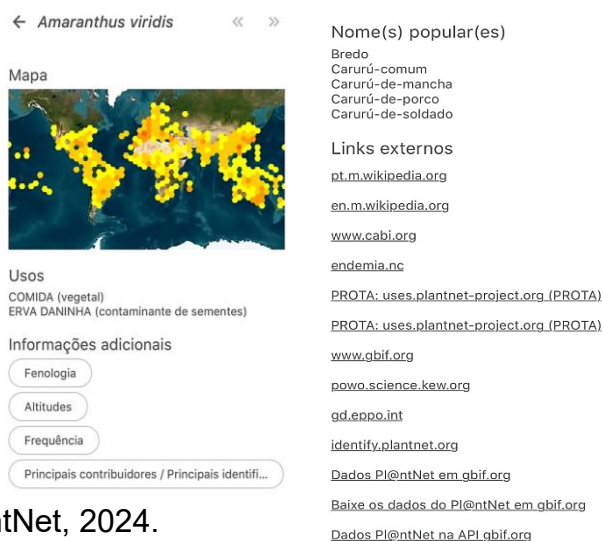 ← Amaranthus viridis « »
Mapa
Usos
COMIDA (vegetal)
ERVA DANINHA (contaminante de sementes)
Informações adicionais
Fenologia
Altitudes
Frequência
Principais contribuidores / Principais identifi...
ntNet, 2024.
Nome(s) popular(es)
Bredo
Carurú-comum
Carurú-de-mancha
Carurú-de-porco
Carurú-de-soldado
Links externos
pt.m.wikipedia.org
en.m.wikipedia.org
www.cabi.org
endemia.nc
PROTA: uses.plantnet-project.org (PROTA)
PROTA: uses.plantnet-project.org (PROTA)
www.gbif.org
powo.science.kew.org
gd.eppo.int
identify.plantnet.org
Dados Pl@ntNet em gbif.org
Baixe os dados do Pl@ntNet em gbif.org
Dados Pl@ntNet na API gbif.org